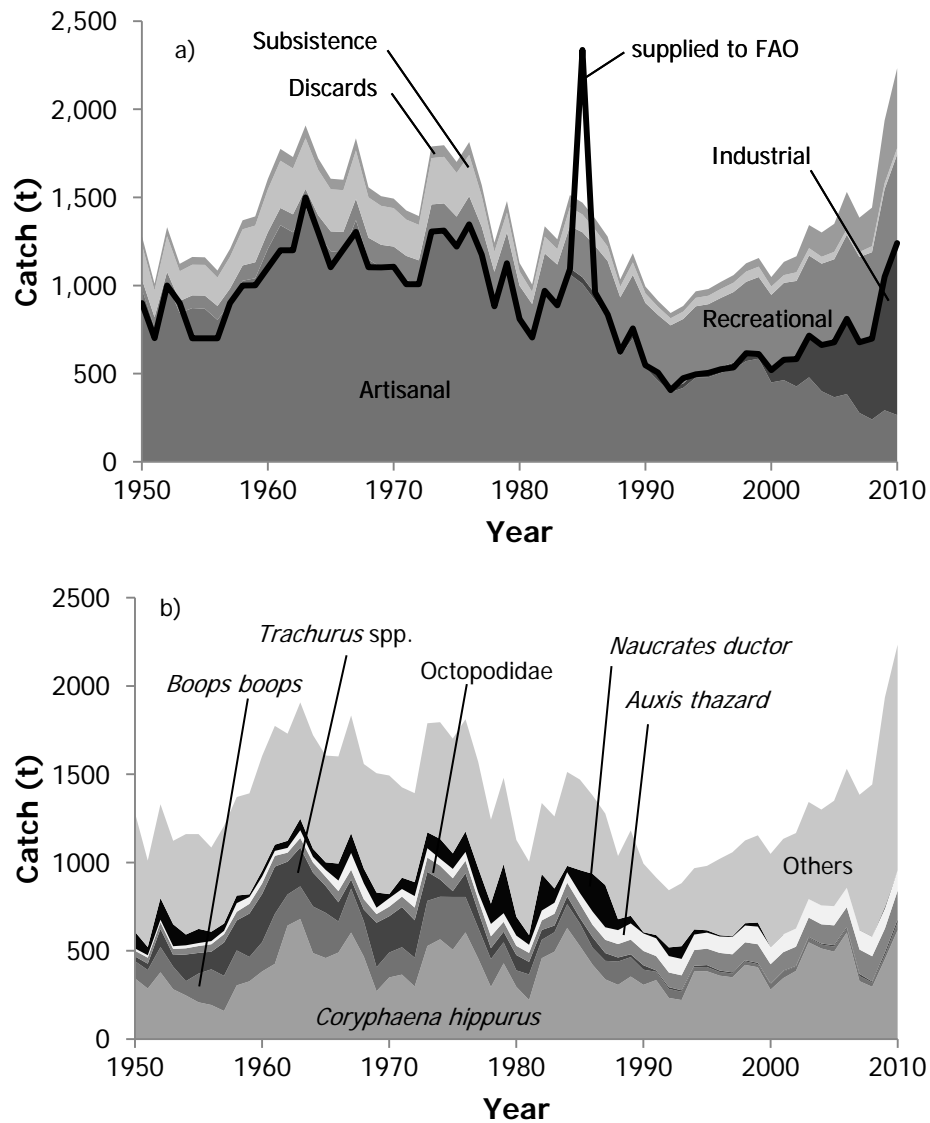 2,500
2,000
1,500
1,000
500
0
Catch (t)
a)
Subsistence
Discards
supplied to FAO
Industrial
Recreational
Artisanal
1950 1960 1970 1980 1990 2000 2010
Year
2500
2000
1500
1000
500
0
Catch (t)
b)
Trachurus spp.
Boops boops
Octopodidae
Naucrates ductor
Auxis thazard
Others
Coryphaena hippurus
1950 1960 1970 1980 1990 2000 2010
Year